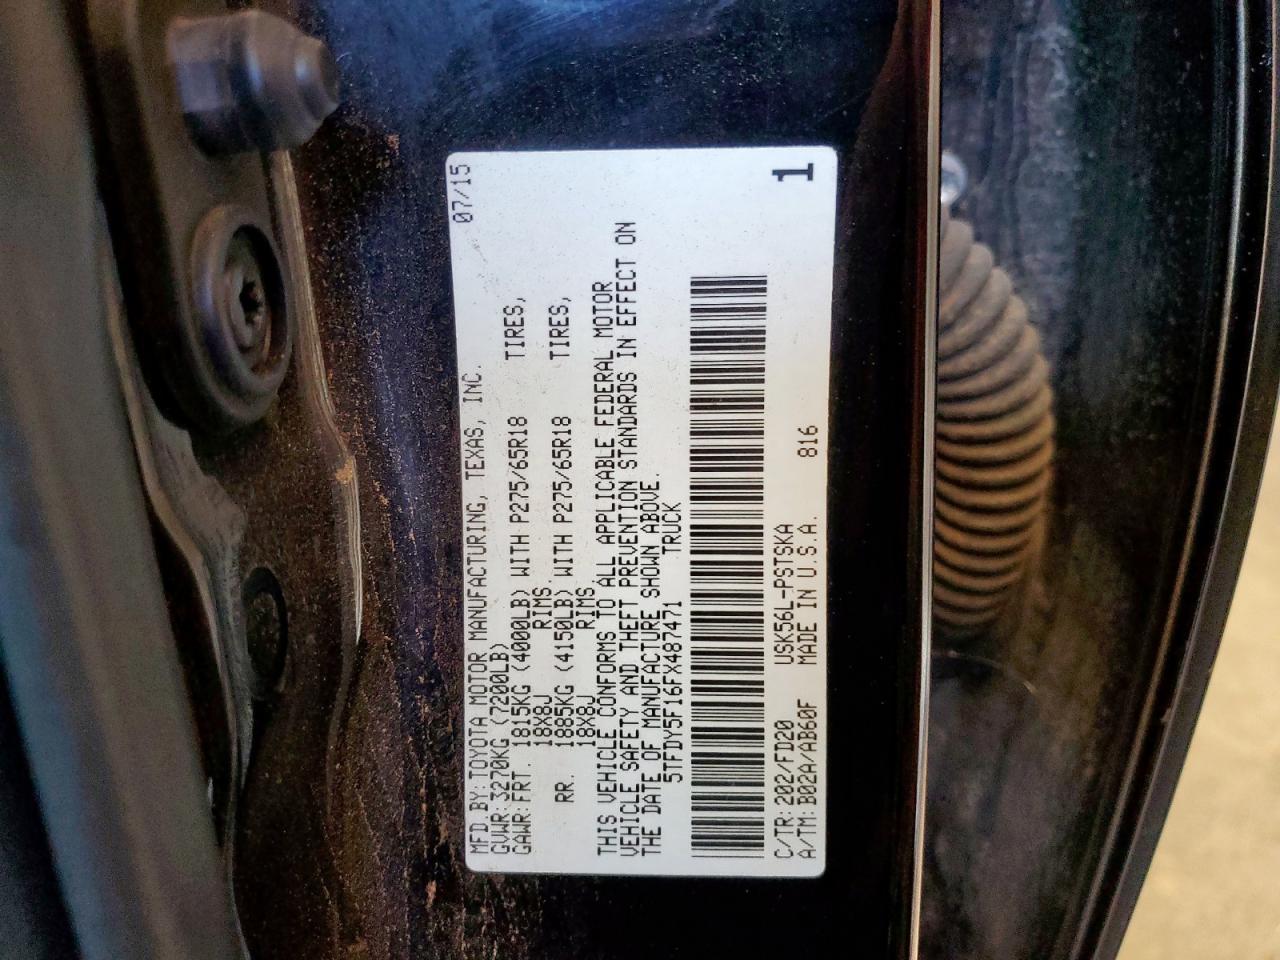 MFD. BY: TOYOTA MOTOR MANUFACTURING, TEXAS, INC. 07/15
GVWR: 3270KG (7200LB)
GAWR: FRT. 1815KG (4000LB) WITH P275/65R18 TIRES,
18X8J RIMS.
RR. 1885KG (4150LB) WITH P275/65R18 TIRES,
18X8J RIMS.
THIS VEHICLE CONFORMS TO ALL APPLICABLE FEDERAL MOTOR
VEHICLE SAFETY AND THEFT PREVENTION STANDARDS IN EFFECT ON
THE DATE OF MANUFACTURE SHOWN ABOVE.
5TFDY5F16FX487471 TRUCK
C/TR: 202/FD20 USK56L-PSTSKA
A/TM: B02A/AB60F MADE IN U.S.A. 816 1